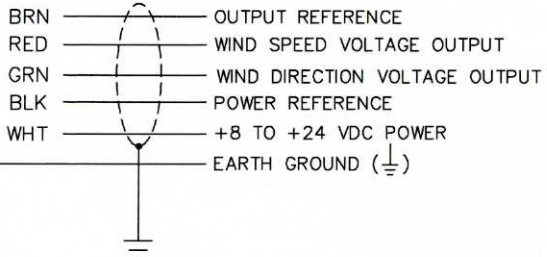 BRN OUTPUT REFERENCE
RED WIND SPEED VOLTAGE OUTPUT
GRN WIND DIRECTION VOLTAGE OUTPUT
BLK POWER REFERENCE
WHT +8 TO +24 VDC POWER
EARTH GROUND (⏚)